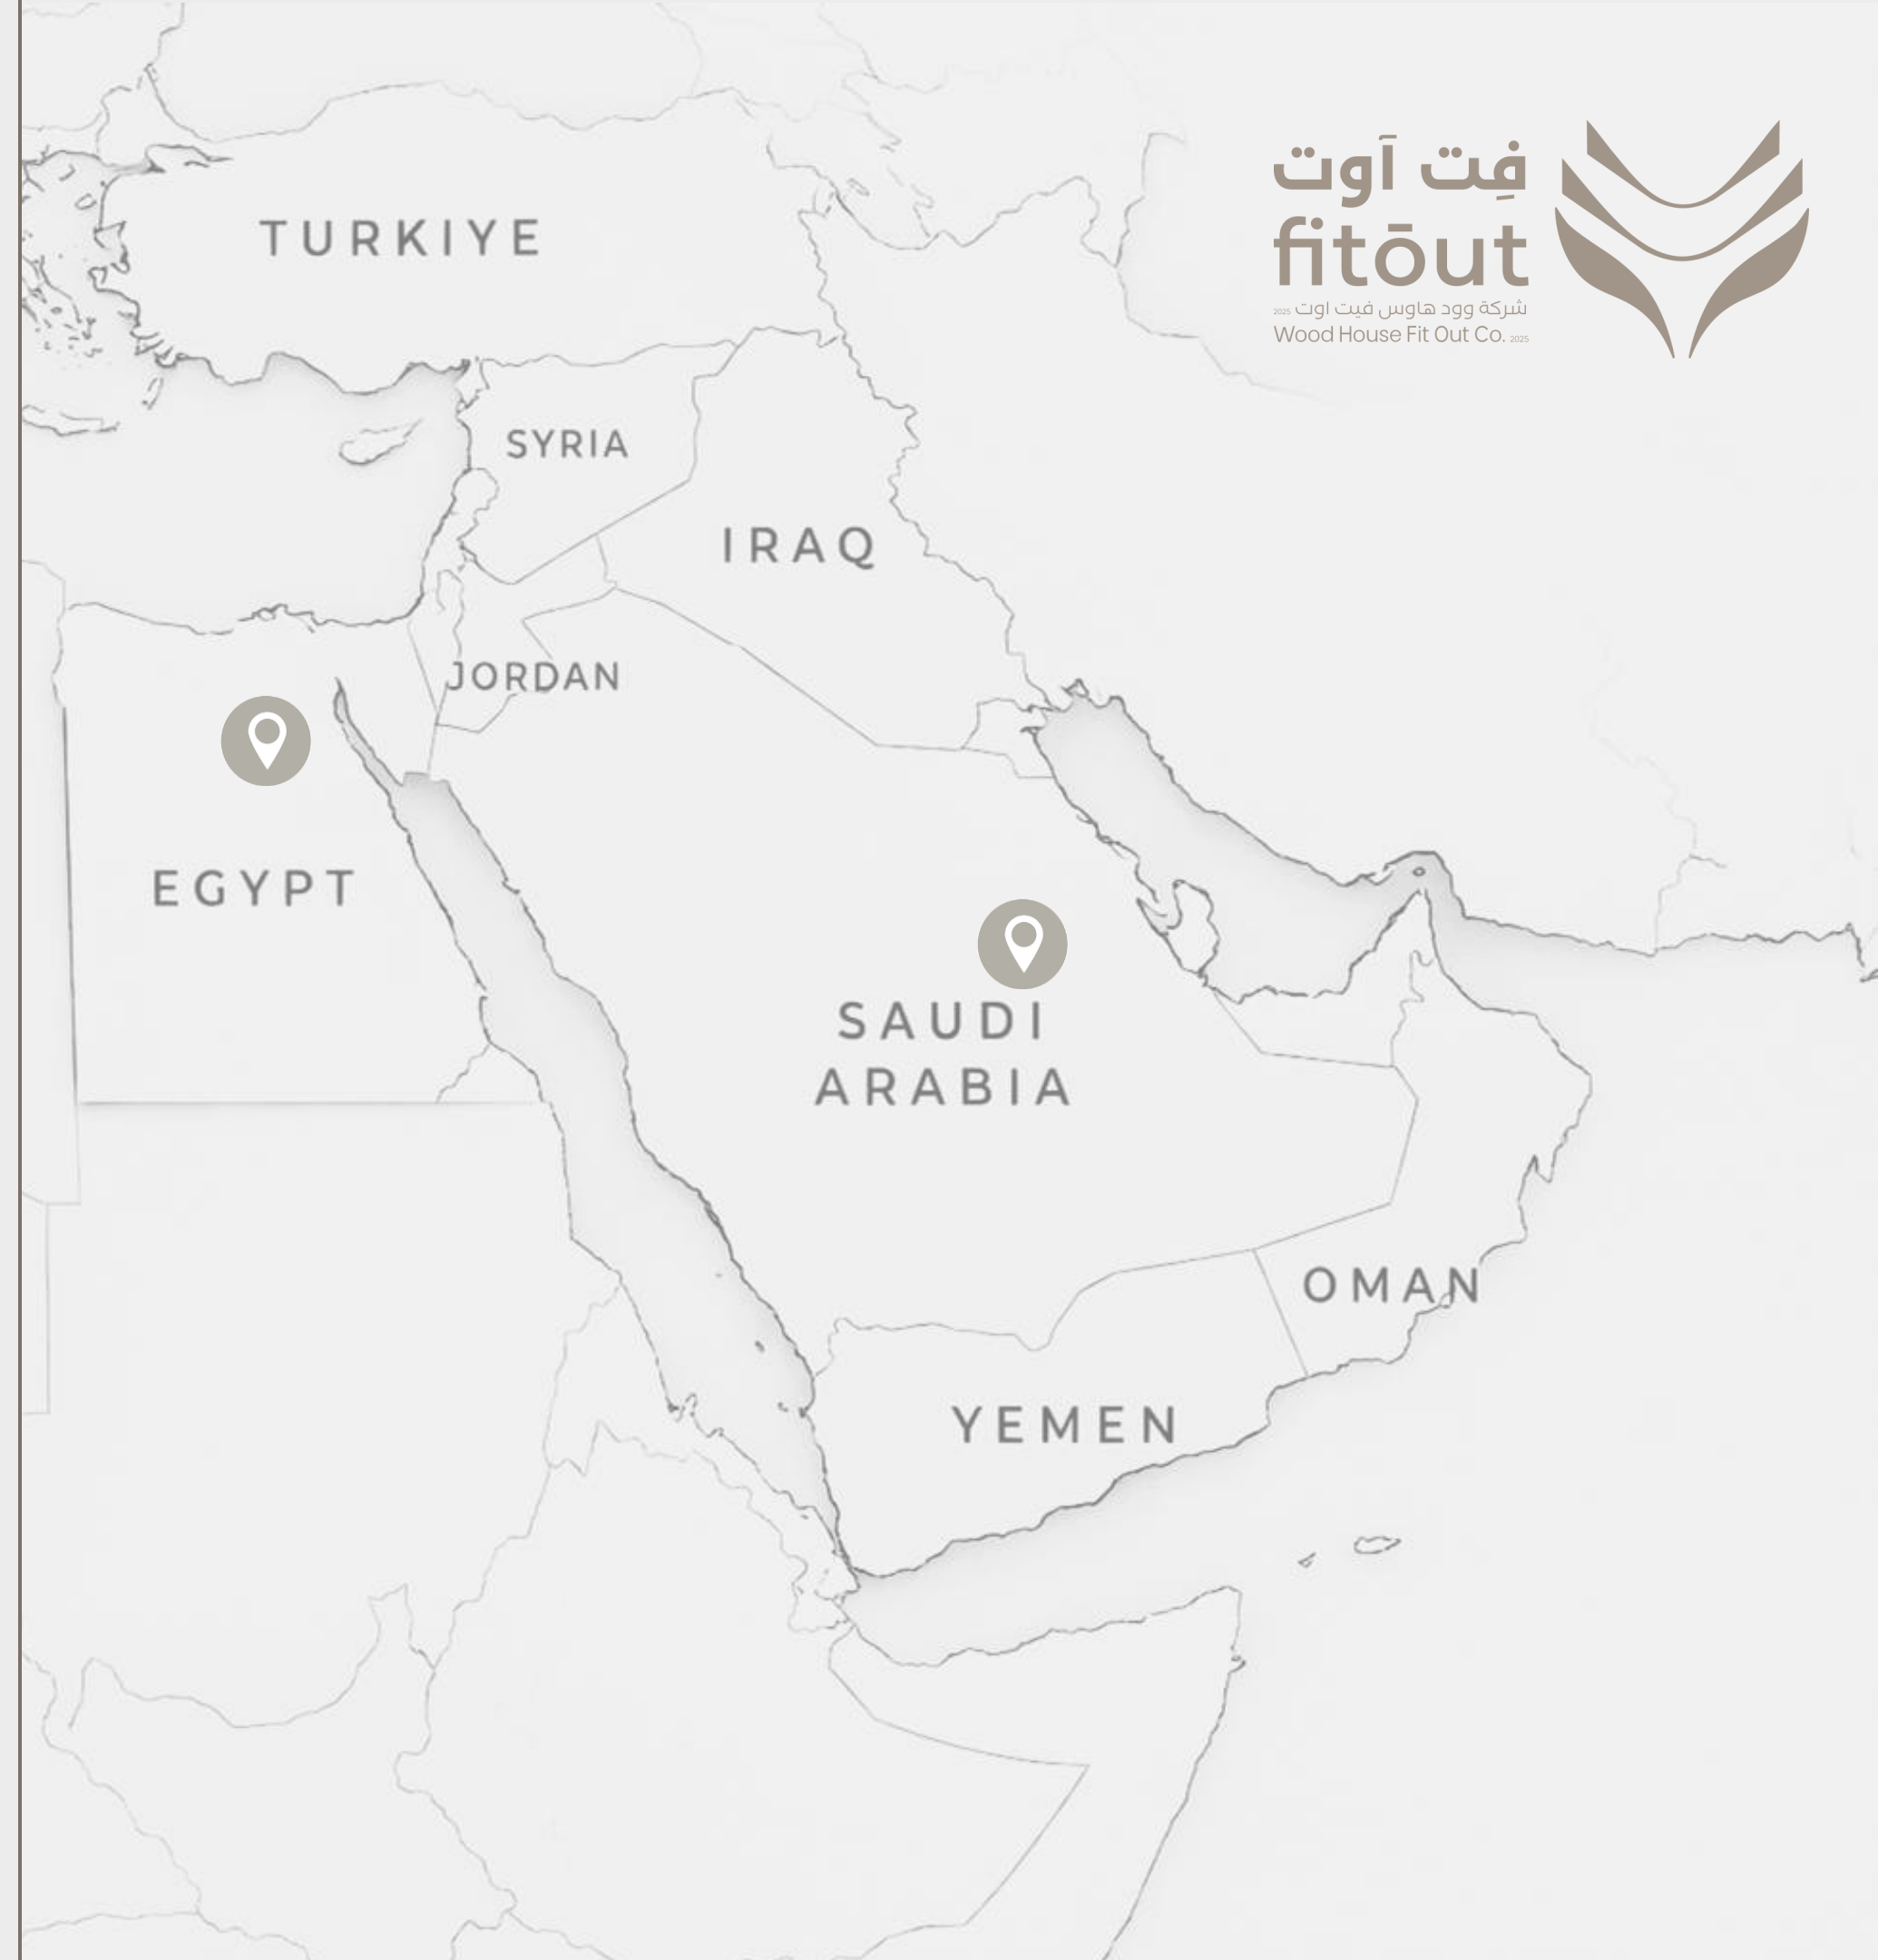 فِت آوت
fitōut
شركة وود هاوس فيت اوت 2025
Wood House Fit Out Co. 2025
TURKIYE
SYRIA
IRAQ
JORDAN
EGYPT
SAUDI
ARABIA
OMAN
YEMEN